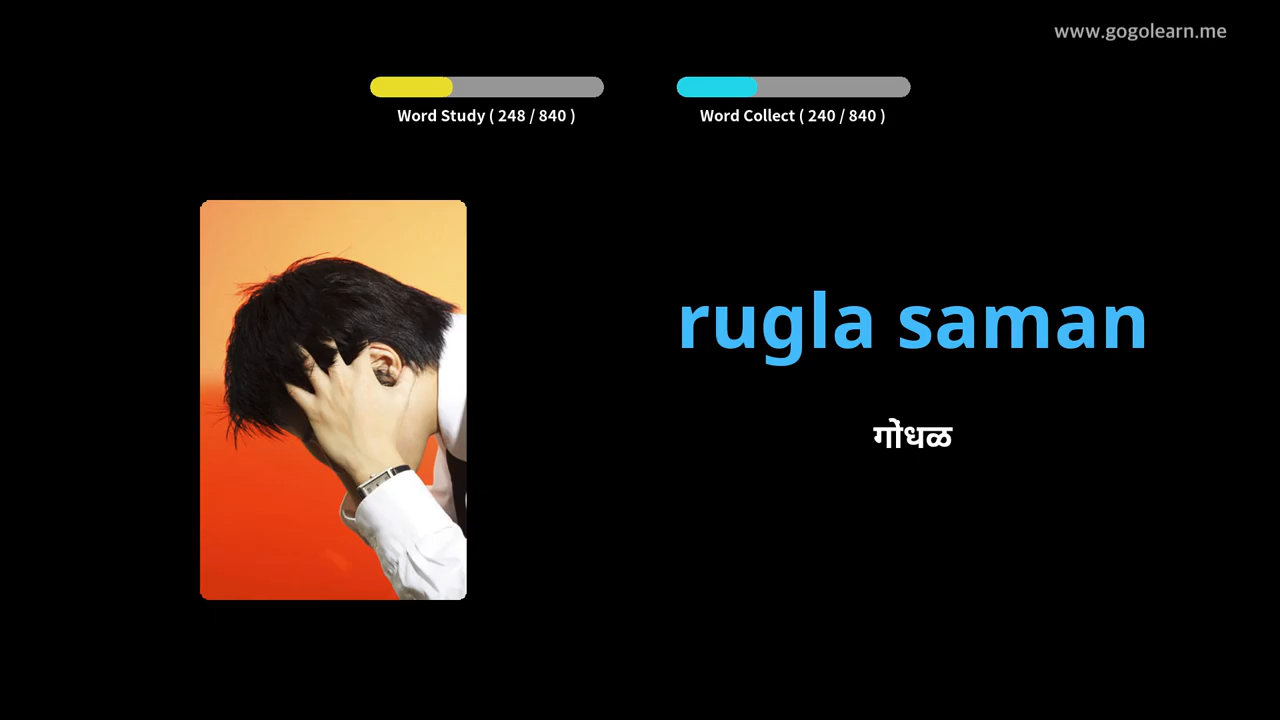 www.gogolearn.me
Word Study ( 248 / 840 )
Word Collect ( 240 / 840 )
rugla saman
गोंधळ